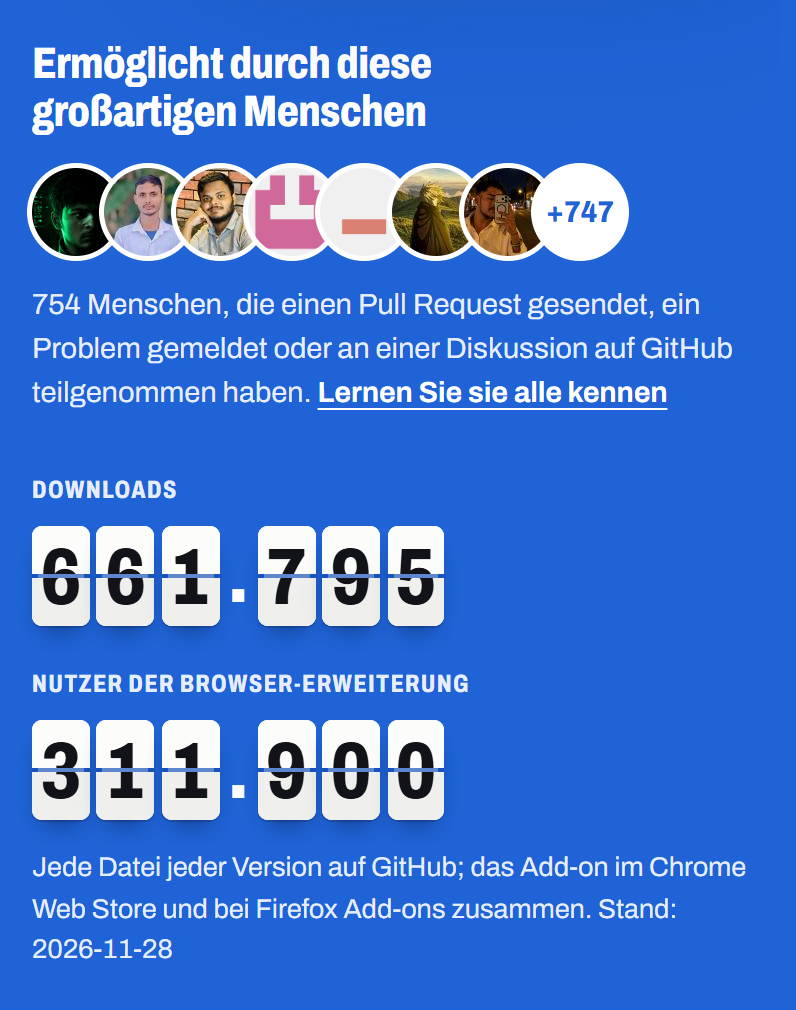 Ermöglicht durch diese
großartigen Menschen
+747
754 Menschen, die einen Pull Request gesendet, ein
Problem gemeldet oder an einer Diskussion auf GitHub
teilgenommen haben. Lernen Sie sie alle kennen
DOWNLOADS
661.795
NUTZER DER BROWSER-ERWEITERUNG
311.900
Jede Datei jeder Version auf GitHub; das Add-on im Chrome
Web Store und bei Firefox Add-ons zusammen. Stand:
2026-11-28